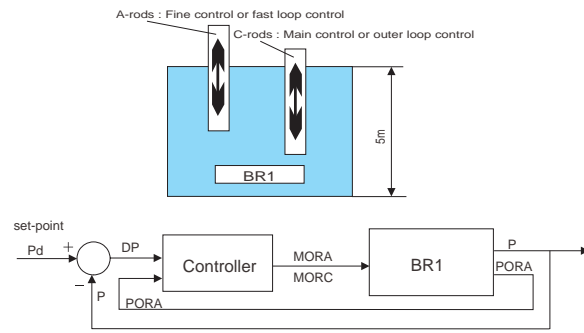 A-rods : Fine control or fast loop control
C-rods : Main control or outer loop control
5m
BR1
set-point
Pd
+
DP
−
P
PORA
Controller
MORA
MORC
BR1
P
PORA